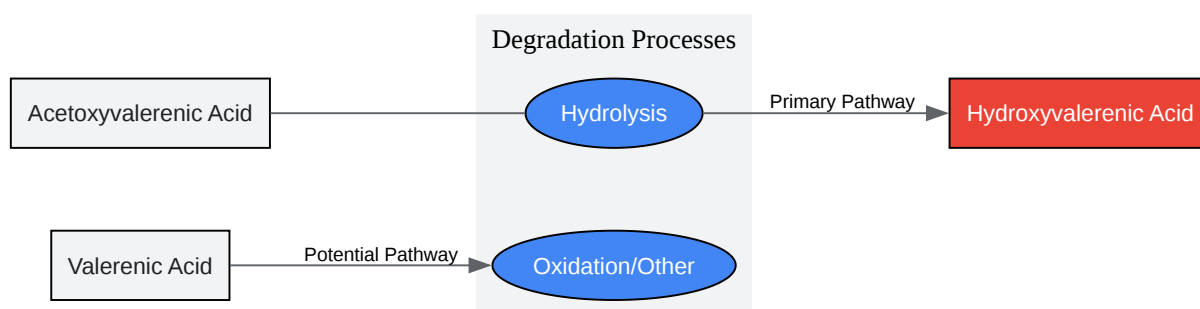 Degradation Processes
Acetoxyvalerenic Acid
Hydrolysis
Primary Pathway
Hydroxyvalerenic Acid
Valerenic Acid
Potential Pathway
Oxidation/Other